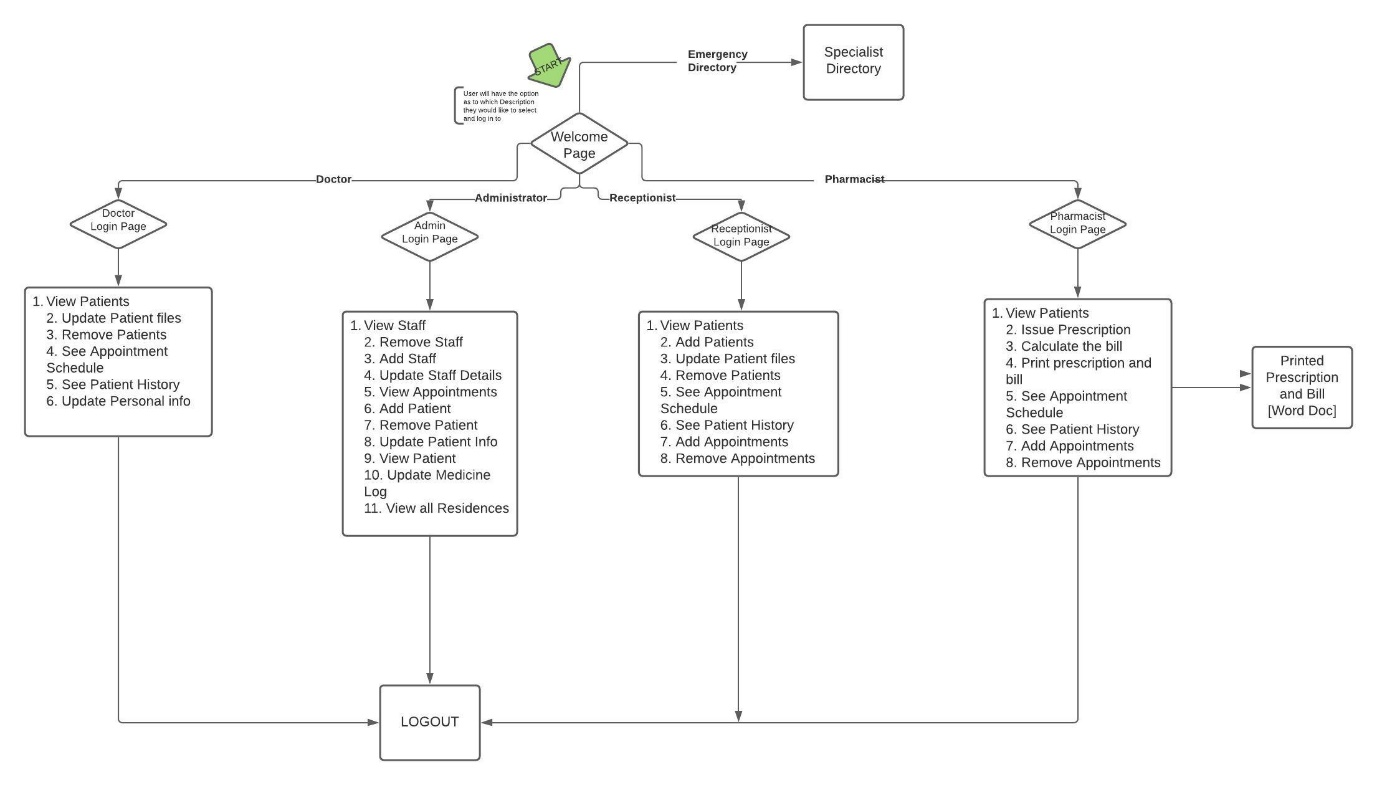 Emergency
Directory
Specialist
Directory
START
User will have the option
as to which Description
they would like to select
and log in to
Welcome
Page
Doctor
Administrator
Receptionist
Pharmacist
Doctor
Login Page
Admin
Login Page
Receptionist
Login Page
Pharmacist
Login Page
1. View Patients
2. Update Patient files
3. Remove Patients
4. See Appointment
Schedule
5. See Patient History
6. Update Personal info
1. View Staff
2. Remove Staff
3. Add Staff
4. Update Staff Details
5. View Appointments
6. Add Patient
7. Remove Patient
8. Update Patient Info
9. View Patient
10. Update Medicine
Log
11. View all Residences
1. View Patients
2. Add Patients
3. Update Patient files
4. Remove Patients
5. See Appointment
Schedule
6. See Patient History
7. Add Appointments
8. Remove Appointments
1. View Patients
2. Issue Prescription
3. Calculate the bill
4. Print prescription and
bill
5. See Appointment
Schedule
6. See Patient History
7. Add Appointments
8. Remove Appointments
Printed
Prescription
and Bill
[Word Doc]
LOGOUT